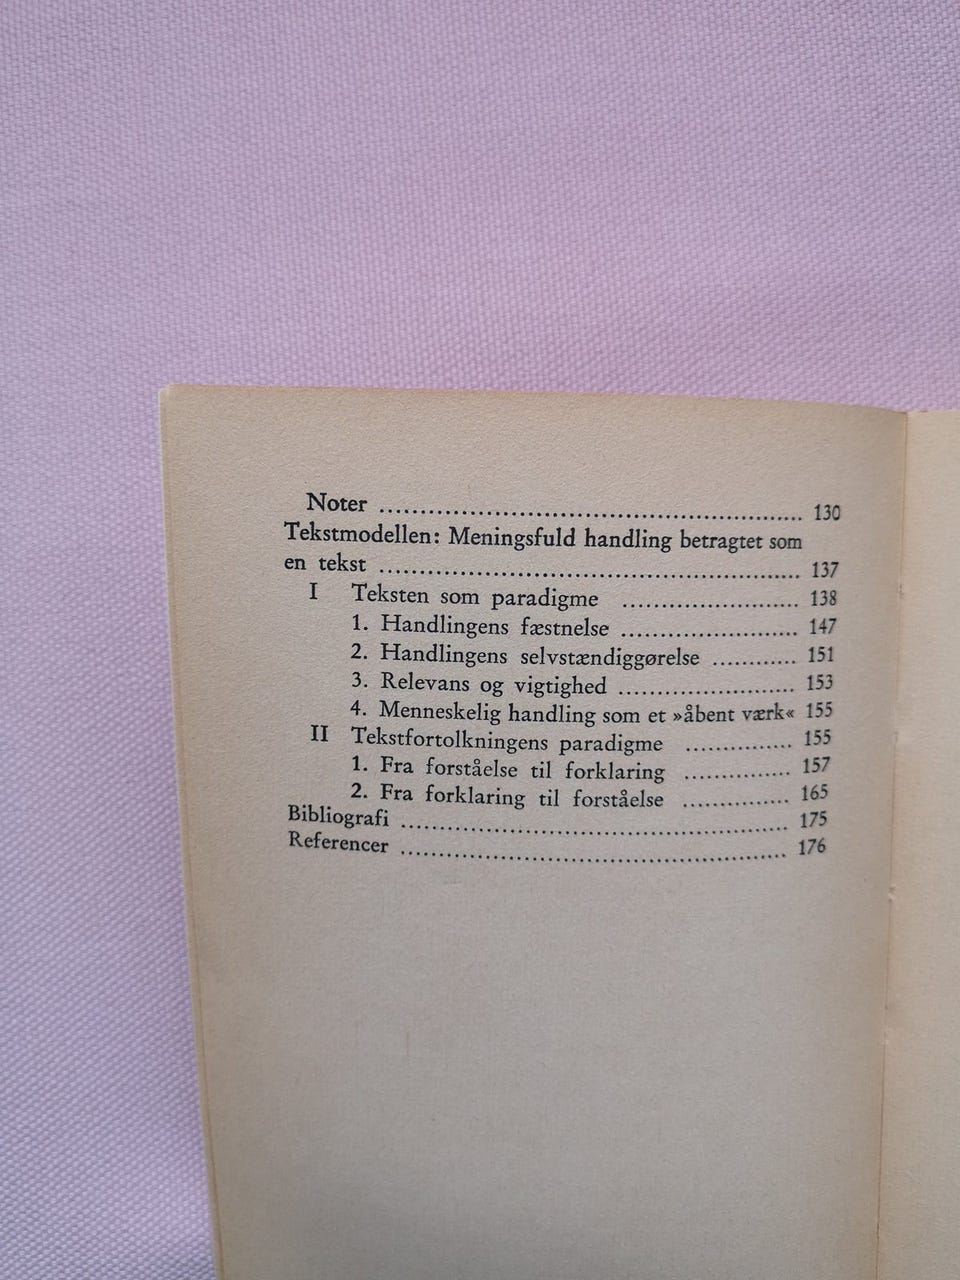 Noter ........................................................ 130
Tekstmodellen: Meningsfuld handling betragtet som
en tekst ........................................................ 137
I Teksten som paradigme ........................ 138
1. Handlingens fæstnelse ........................ 147
2. Handlingens selvstændiggørelse ............ 151
3. Relevans og vigtighed ........................ 153
4. Menneskelig handling som et »åbent værk« 155
II Tekstfortolkningens paradigme ............... 155
1. Fra forståelse til forklaring ............... 157
2. Fra forklaring til forståelse ............... 165
Bibliografi ........................................................ 175
Referencer ........................................................ 176